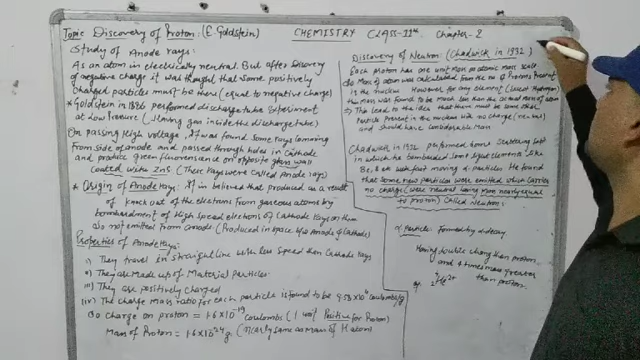 Topic Discovery of Proton: (E. Goldstein)
CHEMISTRY CLASS-11th Chapter-2
Study of Anode rays:
As an atom in electrically neutral. But after discovery
of negative charge it was thought that some positively
charged particles must be there (equal to negative charge)
* Goldstein in 1886 performed discharge tube Experiment
at low pressure (having gas inside the discharge tube)
On passing High voltage, it was found some rays coming
from side of anode and passed through holes in cathode
and produce green fluorescence on opposite glass wall
coated with ZnS (These rays were called Anode rays)
* Origin of Anode Rays: It in believed that produced as a result
of knock out of the electrons from gaseous atoms by
bombardment of High speed electrons of Cathode Rays on them
do not emitted from anode (Produced in space b/w Anode & Cathode)
Properties of Anode Rays:
i) They travel in straight line with less speed then Cathode Rays
ii) They are made up of Material Particles
iii) They are positively Charged
(iv) The charge Mass ratio for each particle is found to be 9.58×10⁴ coulombs/g
So charge on proton = 1.6×10⁻¹⁹ Coulombs (1 unit Positive for Proton)
Mass of Proton = 1.6×10⁻²⁴ g (nearly same as mass of H atom)
Discovery of Neutron: (Chadwick in 1932)
Each proton has one unit mass on atomic mass scale
So Mass of atom was calculated from the no of Protons Present
in the nucleus However for any element (Except Hydrogen)
this mass was found to be much less than the actual mass of atom
⇒ This lead to the idea that there must be some other
Particle present in the nucleus with no charge (neutral)
and should have considerable Mass
Chadwick in 1932 performed some Scattering Expt
in which he bombarded some light elements like
Be, B with fast moving α particles. He found
that some new particles were emitted which carries
no charge (were neutral having mass nearly equal
to proton) Called Neutron.
α particle: Formed by α decay
Having double charge than proton
and 4 times mass greater
than proton.
eg. ⁴₂He²⁺